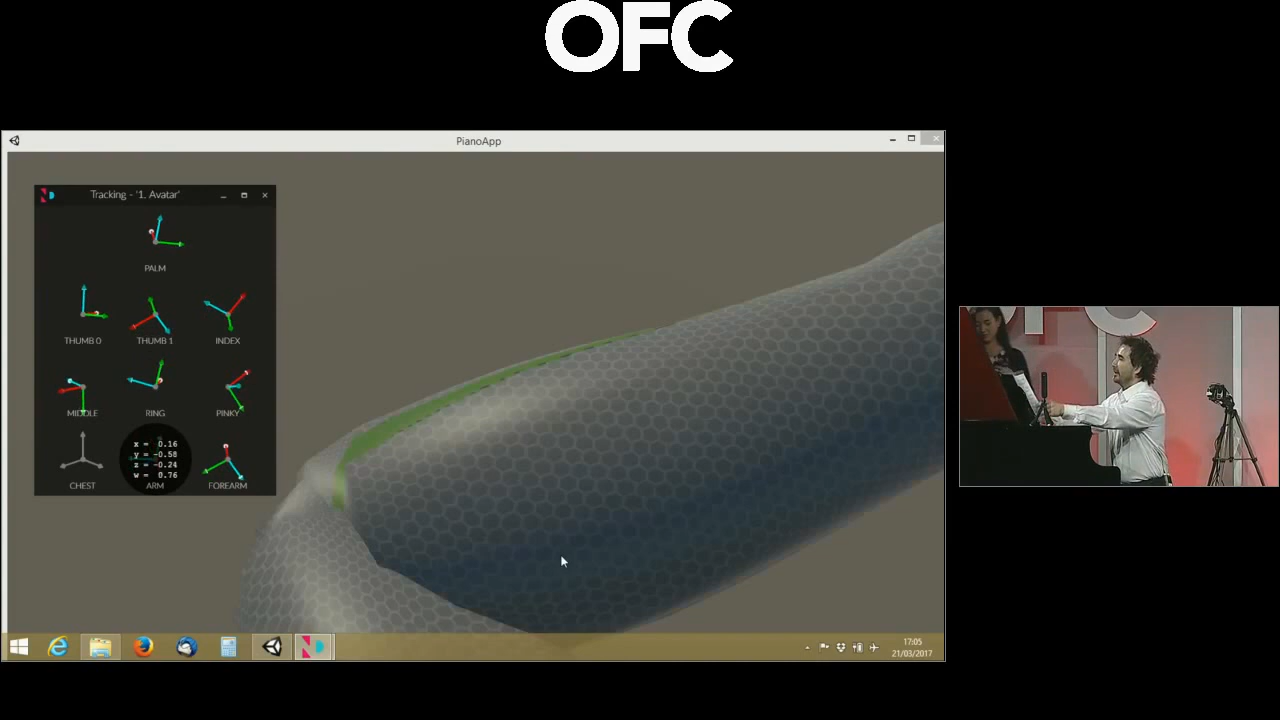 OFC
PianoApp
Tracking - '1. Avatar'
PALM
THUMB 0
THUMB 1
INDEX
MIDDLE
RING
PINKY
x = 0.16
y = -0.58
z = -0.24
w = 0.76
CHEST
ARM
FOREARM
OFC
17:05
21/03/2017